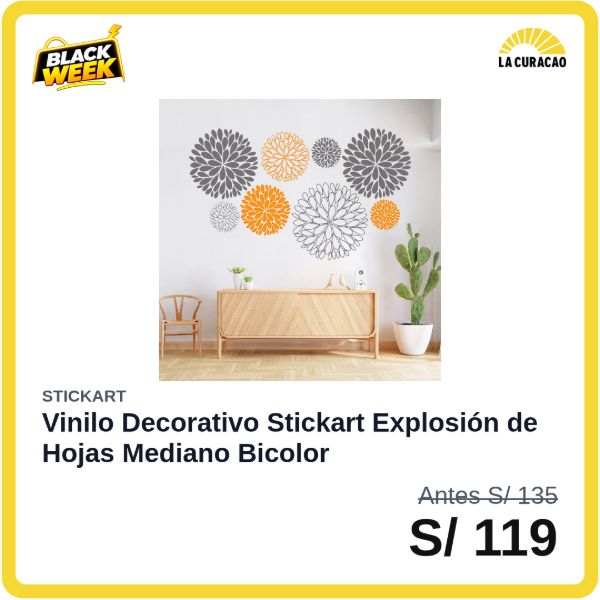 BLACK
WEEK
LA CURACAO
STICKART
Vinilo Decorativo Stickart Explosión de
Hojas Mediano Bicolor
Antes S/ 135
S/ 119